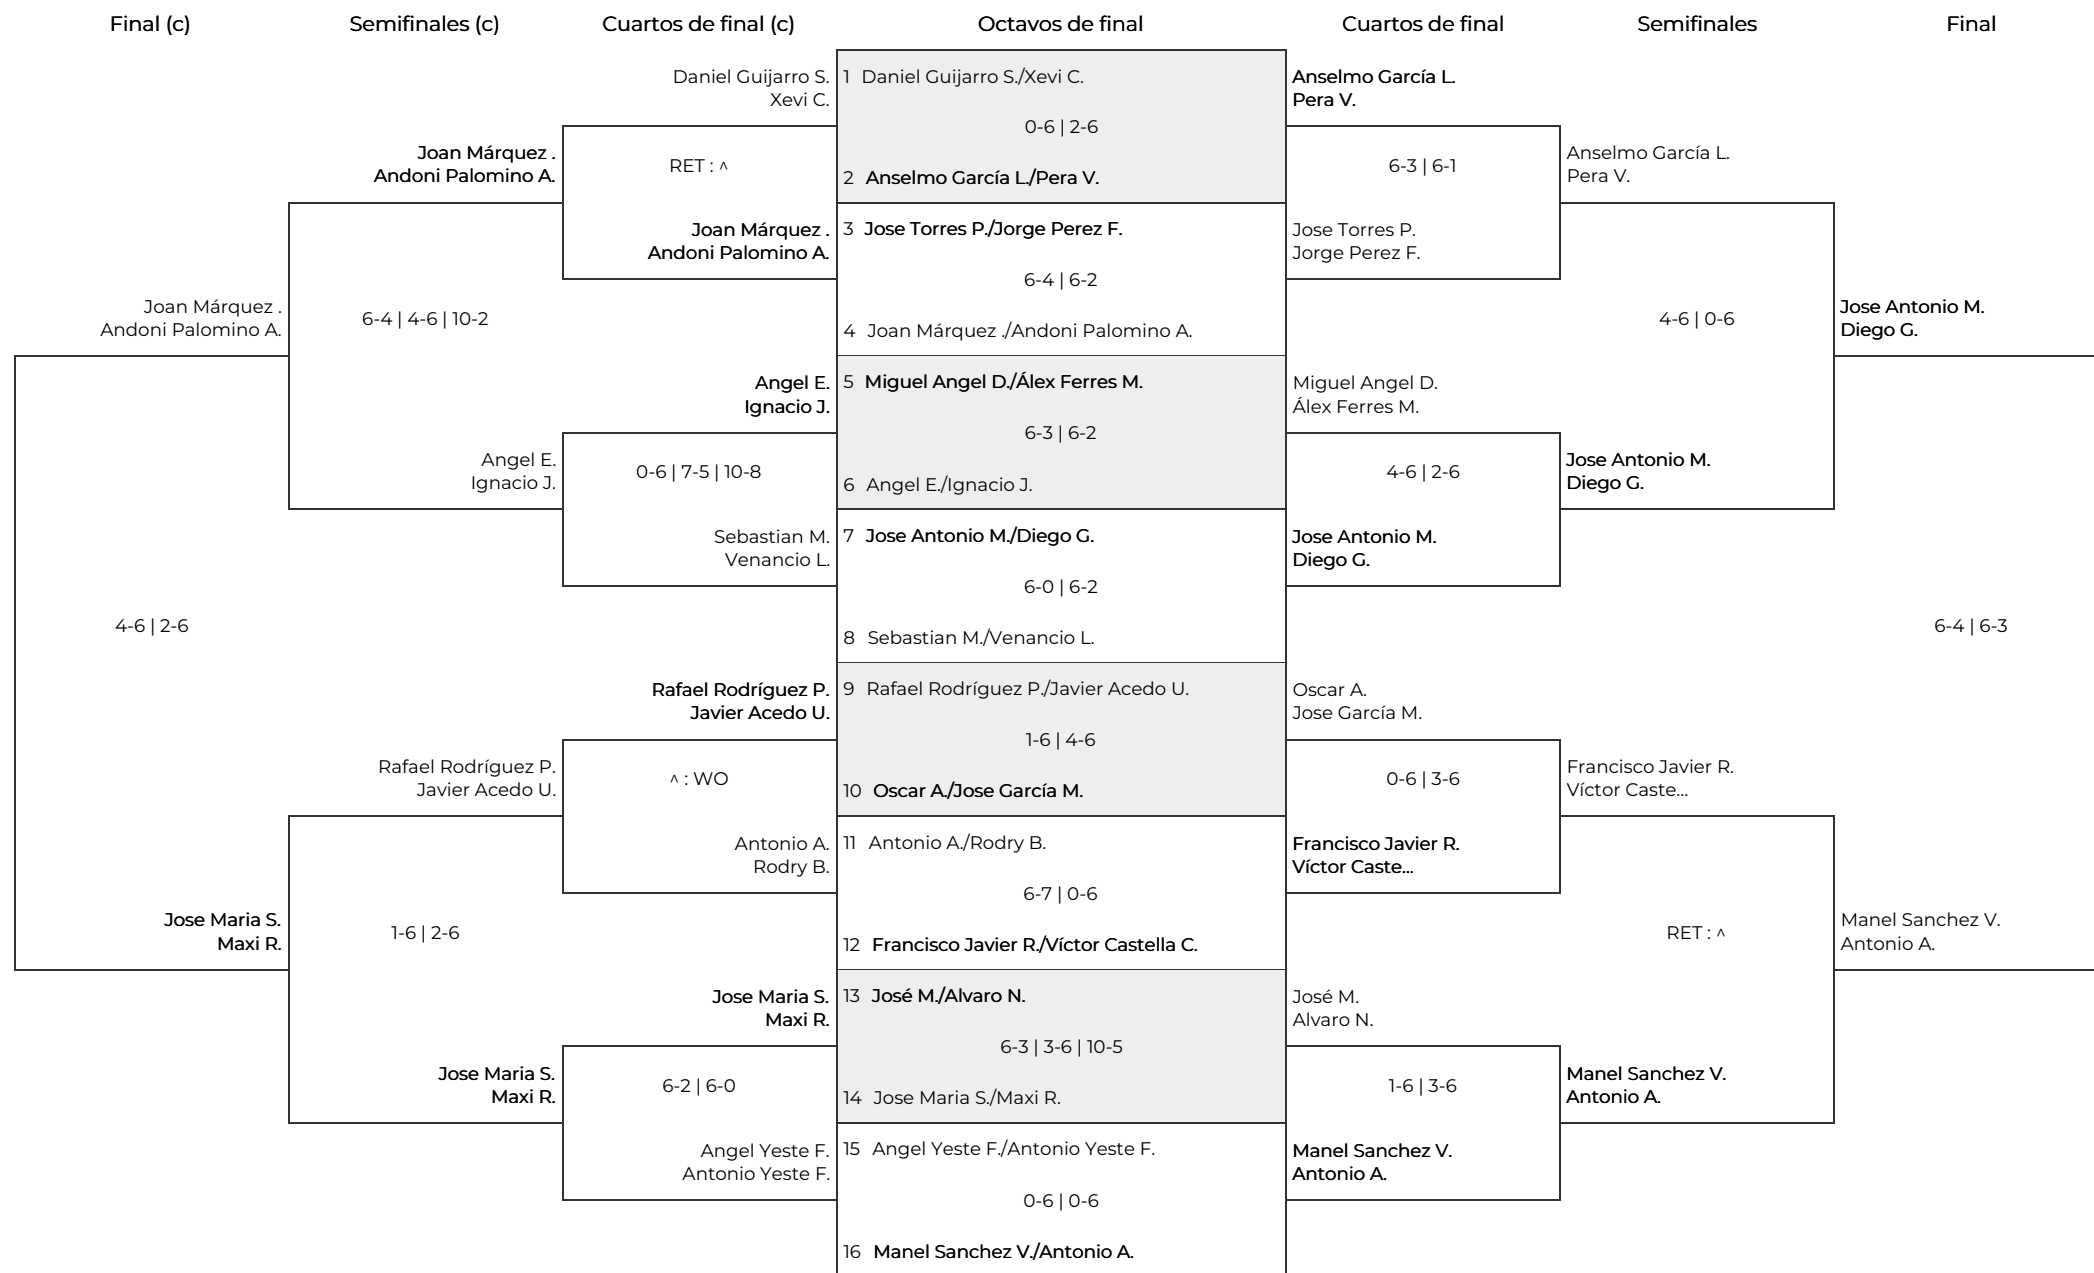 Final (c)
Semifinales (c)
Cuartos de final (c)
Octavos de final
Cuartos de final
Semifinales
Final
Joan Márquez .
Andoni Palomino A.
4-6 | 2-6
Jose Maria S.
Maxi R.
Joan Márquez .
Andoni Palomino A.
6-4 | 4-6 | 10-2
Angel E.
Ignacio J.
Rafael Rodríguez P.
Javier Acedo U.
1-6 | 2-6
Jose Maria S.
Maxi R.
Daniel Guijarro S.
Xevi C.
RET : ^
Joan Márquez .
Andoni Palomino A.
Angel E.
Ignacio J.
0-6 | 7-5 | 10-8
Sebastian M.
Venancio L.
Rafael Rodríguez P.
Javier Acedo U.
^ : WO
Antonio A.
Rodry B.
Jose Maria S.
Maxi R.
6-2 | 6-0
Angel Yeste F.
Antonio Yeste F.
1 Daniel Guijarro S./Xevi C.
0-6 | 2-6
2 Anselmo García L./Pera V.
3 Jose Torres P./Jorge Perez F.
6-4 | 6-2
4 Joan Márquez ./Andoni Palomino A.
5 Miguel Angel D./Álex Ferres M.
6-3 | 6-2
6 Angel E./Ignacio J.
7 Jose Antonio M./Diego G.
6-0 | 6-2
8 Sebastian M./Venancio L.
9 Rafael Rodríguez P./Javier Acedo U.
1-6 | 4-6
10 Oscar A./Jose García M.
11 Antonio A./Rodry B.
6-7 | 0-6
12 Francisco Javier R./Víctor Castella C.
13 José M./Alvaro N.
6-3 | 3-6 | 10-5
14 Jose Maria S./Maxi R.
15 Angel Yeste F./Antonio Yeste F.
0-6 | 0-6
16 Manel Sanchez V./Antonio A.
Anselmo García L.
Pera V.
6-3 | 6-1
Jose Torres P.
Jorge Perez F.
Miguel Angel D.
Álex Ferres M.
4-6 | 2-6
Jose Antonio M.
Diego G.
Oscar A.
Jose García M.
0-6 | 3-6
Francisco Javier R.
Víctor Caste...
José M.
Alvaro N.
1-6 | 3-6
Manel Sanchez V.
Antonio A.
Anselmo García L.
Pera V.
4-6 | 0-6
Jose Antonio M.
Diego G.
Francisco Javier R.
Víctor Caste...
RET : ^
Manel Sanchez V.
Antonio A.
Jose Antonio M.
Diego G.
6-4 | 6-3
Manel Sanchez V.
Antonio A.